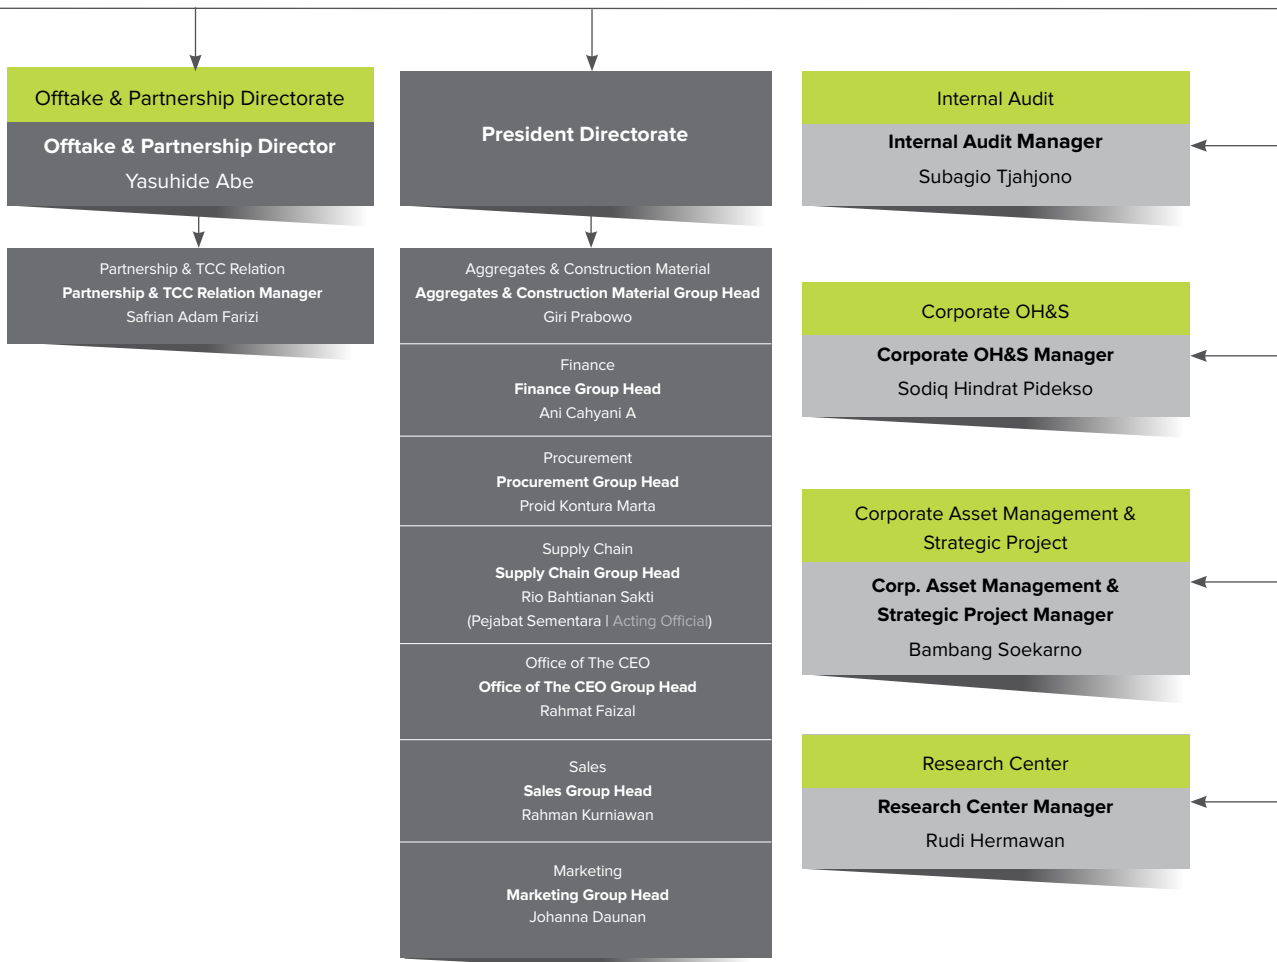 Offtake & Partnership Directorate
Offtake & Partnership Director
Yasuhide Abe
Partnership & TCC Relation
Partnership & TCC Relation Manager
Safrian Adam Farizi
President Directorate
Aggregates & Construction Material
Aggregates & Construction Material Group Head
Giri Prabowo
Finance
Finance Group Head
Ani Cahyani A
Procurement
Procurement Group Head
Proid Kontura Marta
Supply Chain
Supply Chain Group Head
Rio Bahtianan Sakti
(Pejabat Sementara | Acting Official)
Office of The CEO
Office of The CEO Group Head
Rahmat Faizal
Sales
Sales Group Head
Rahman Kurniawan
Marketing
Marketing Group Head
Johanna Daunan
Internal Audit
Internal Audit Manager
Subagio Tjahjono
Corporate OH&S
Corporate OH&S Manager
Sodiq Hindrat Pidekso
Corporate Asset Management &
Strategic Project
Corp. Asset Management &
Strategic Project Manager
Bambang Soekarno
Research Center
Research Center Manager
Rudi Hermawan